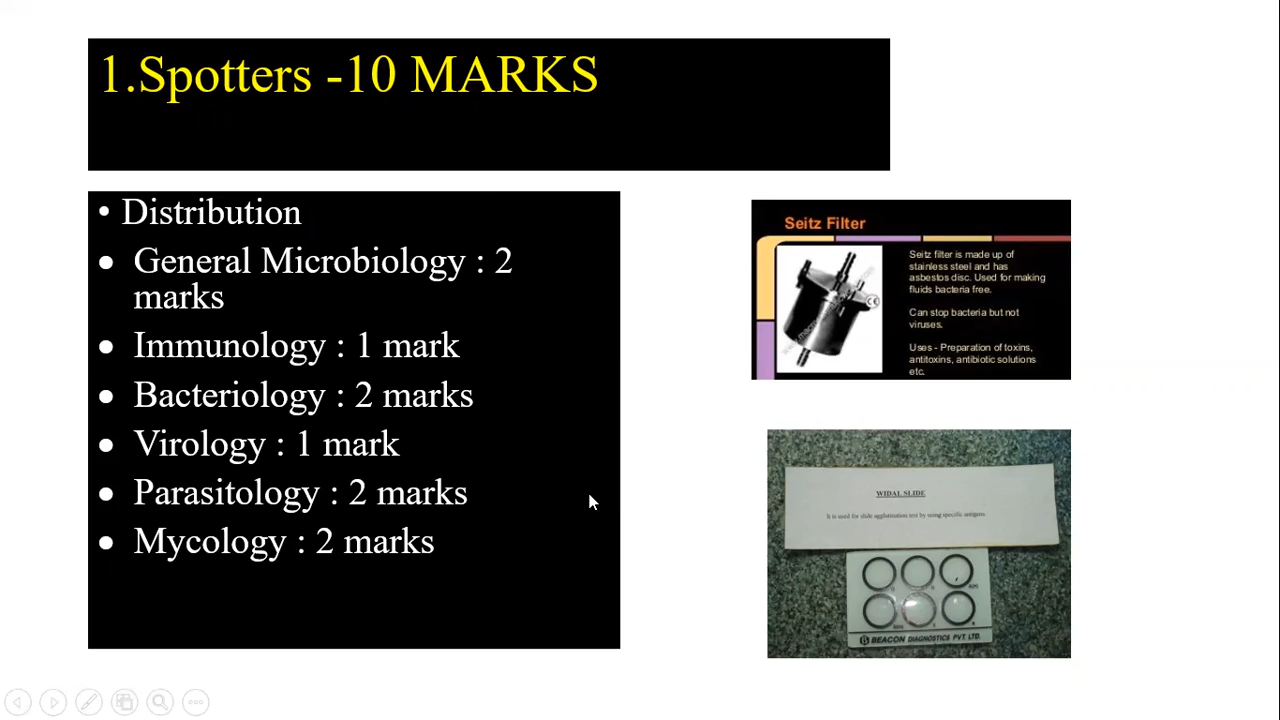 1.Spotters -10 MARKS
• Distribution
• General Microbiology : 2
marks
• Immunology : 1 mark
• Bacteriology : 2 marks
• Virology : 1 mark
• Parasitology : 2 marks
• Mycology : 2 marks
Seitz Filter
Seitz filter is made up of
stainless steel and has
asbestos disc. Used for making
fluids bacteria free.
Can stop bacteria but not
viruses.
Uses - Preparation of toxins,
antitoxins, antibiotic solutions
etc.
WIDAL SLIDE
It is used for slide agglutination test by using specific antigens
BEACON DIAGNOSTICS PVT. LTD.